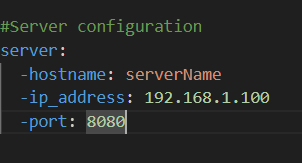 #Server configuration
server:
  -hostname: serverName
  -ip_address: 192.168.1.100
  -port: 8080